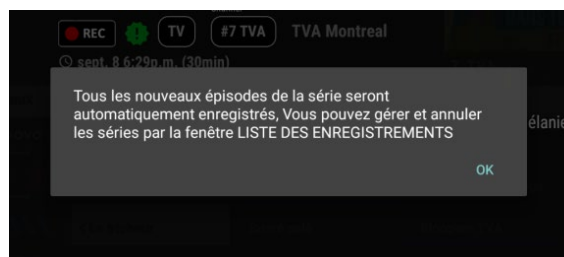 REC TV #7 TVA TVA Montreal
sept. 8 6:29p.m. (30min)
Tous les nouveaux épisodes de la série seront
automatiquement enregistrés, Vous pouvez gérer et annuler
les séries par la fenêtre LISTE DES ENREGISTREMENTS
élanie
OK